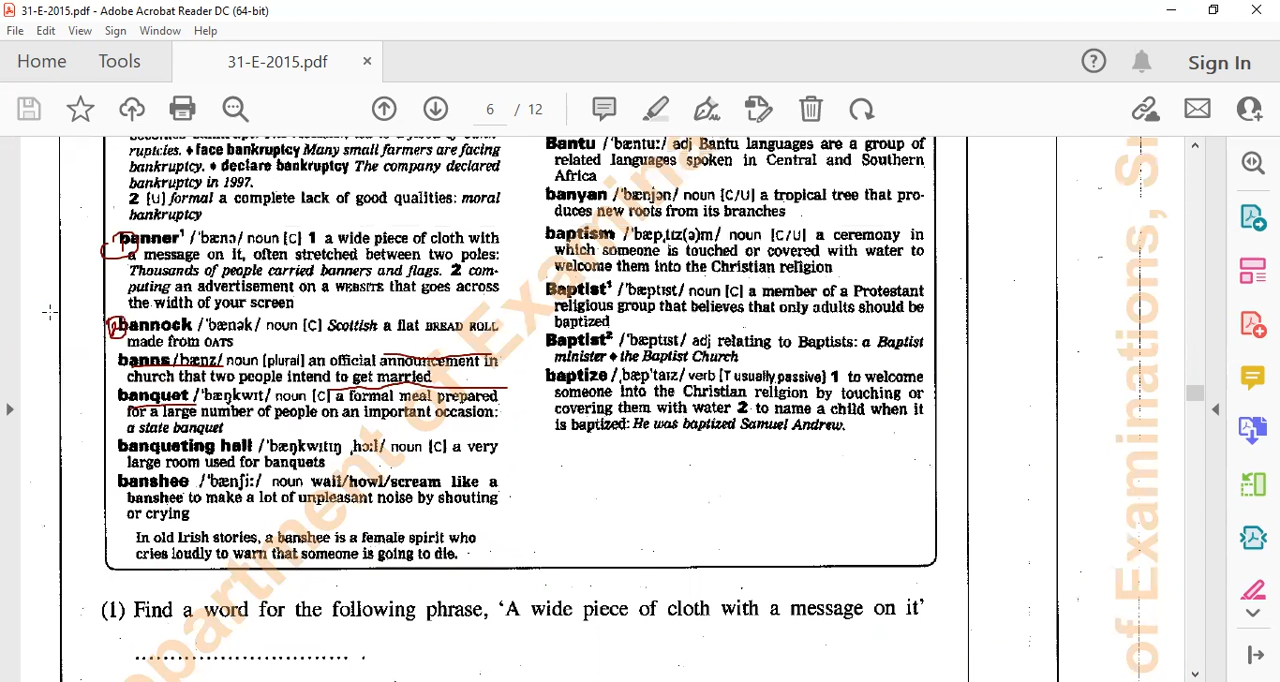 31-E-2015.pdf - Adobe Acrobat Reader DC (64-bit)
File Edit View Sign Window Help
Home Tools 31-E-2015.pdf × Sign In
6 / 12
rupticies. ♦ face bankruptcy Many small farmers are facing
bankruptcy. ♦ declare bankruptcy The company declared
bankruptcy in 1997.
2 [U] formal a complete lack of good qualities: moral
bankruptcy
banner¹ /ˈbænə/ noun [C] 1 a wide piece of cloth with
a message on it, often stretched between two poles:
Thousands of people carried banners and flags. 2 com-
puting an advertisement on a WEBSITE that goes across
the width of your screen
bannock /ˈbænək/ noun [C] Scottish a flat BREAD ROLL
made from OATS
banns /bænz/ noun [plural] an official announcement in
church that two people intend to get married
banquet /ˈbæŋkwɪt/ noun [C] a formal meal prepared
for a large number of people on an important occasion:
a state banquet
banqueting hall /ˈbæŋkwɪtɪŋ ˌhɔːl/ noun [C] a very
large room used for banquets
banshee /ˈbænʃiː/ noun wail/howl/scream like a
banshee to make a lot of unpleasant noise by shouting
or crying
In old Irish stories, a banshee is a female spirit who
cries loudly to warn that someone is going to die.
Bantu /ˈbæntuː/ adj Bantu languages are a group of
related languages spoken in Central and Southern
Africa
banyan /ˈbænjən/ noun [C/U] a tropical tree that pro-
duces new roots from its branches
baptism /ˈbæpˌtɪz(ə)m/ noun [C/U] a ceremony in
which someone is touched or covered with water to
welcome them into the Christian religion
Baptist¹ /ˈbæptɪst/ noun [C] a member of a Protestant
religious group that believes that only adults should be
baptized
Baptist² /ˈbæptɪst/ adj relating to Baptists: a Baptist
minister ♦ the Baptist Church
baptize /ˌbæpˈtaɪz/ verb [T usually passive] 1 to welcome
someone into the Christian religion by touching or
covering them with water 2 to name a child when it
is baptized: He was baptized Samuel Andrew.
(1) Find a word for the following phrase, ‘A wide piece of cloth with a message on it’
..............................
partment of Examina
of Examinations, S